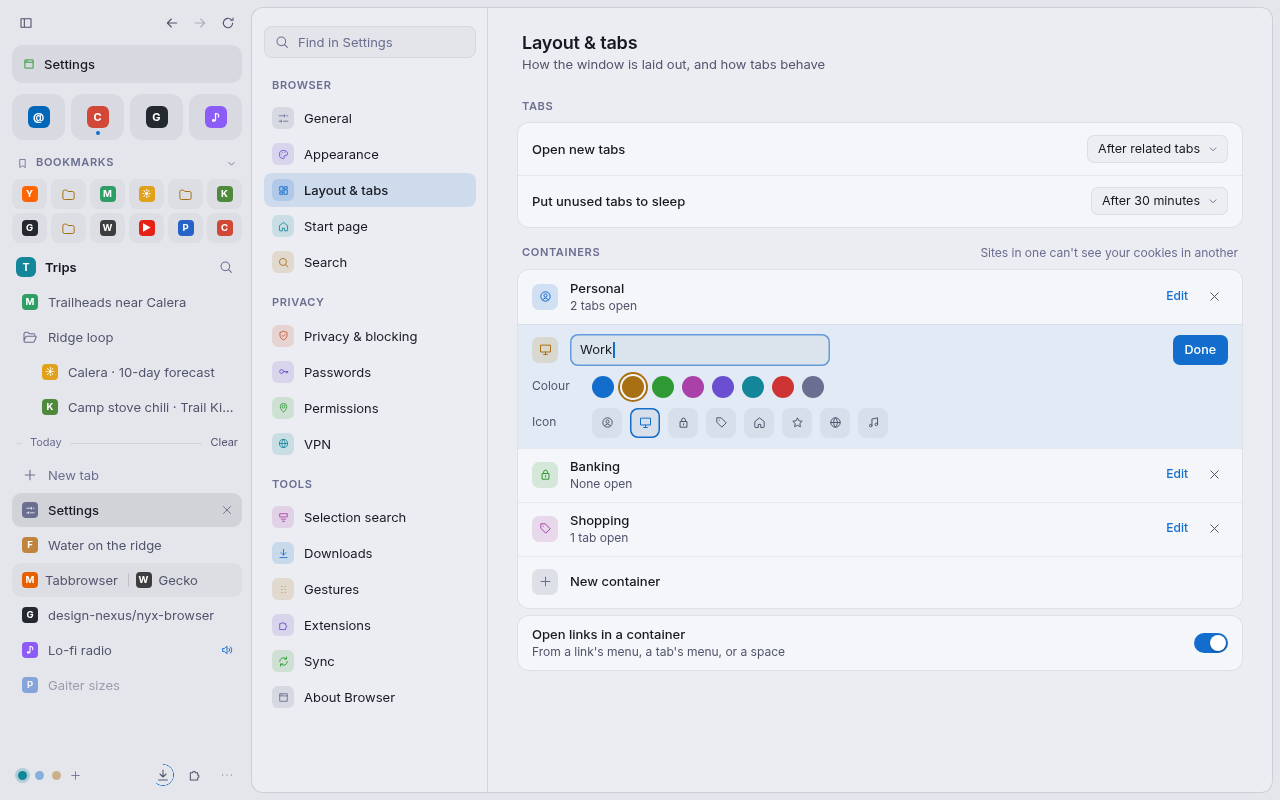 Settings
@
C
G
BOOKMARKS
Y
M
K
G
W
P
C
T
Trips
M
Trailheads near Calera
Ridge loop
Calera · 10-day forecast
K
Camp stove chili · Trail Ki...
Today
Clear
New tab
Settings
F
Water on the ridge
M
Tabbrowser
W
Gecko
G
design-nexus/nyx-browser
Lo-fi radio
P
Gaiter sizes
Find in Settings
BROWSER
General
Appearance
Layout & tabs
Start page
Search
PRIVACY
Privacy & blocking
Passwords
Permissions
VPN
TOOLS
Selection search
Downloads
Gestures
Extensions
Sync
About Browser
Layout & tabs
How the window is laid out, and how tabs behave
TABS
Open new tabs
After related tabs
Put unused tabs to sleep
After 30 minutes
CONTAINERS
Sites in one can't see your cookies in another
Personal
2 tabs open
Edit
Work
Done
Colour
Icon
Banking
None open
Edit
Shopping
1 tab open
Edit
New container
Open links in a container
From a link's menu, a tab's menu, or a space